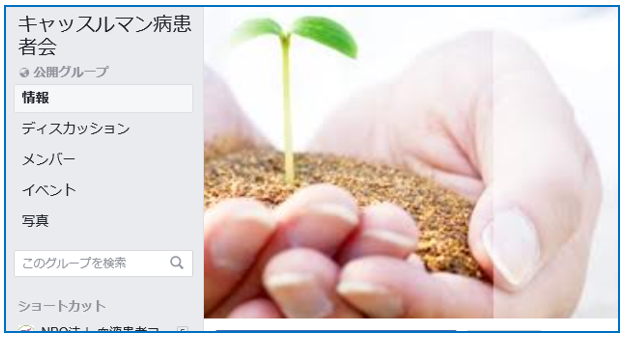 キャッスルマン病患
者会
公開グループ
情報
ディスカッション
メンバー
イベント
写真
このグループを検索
ショートカット